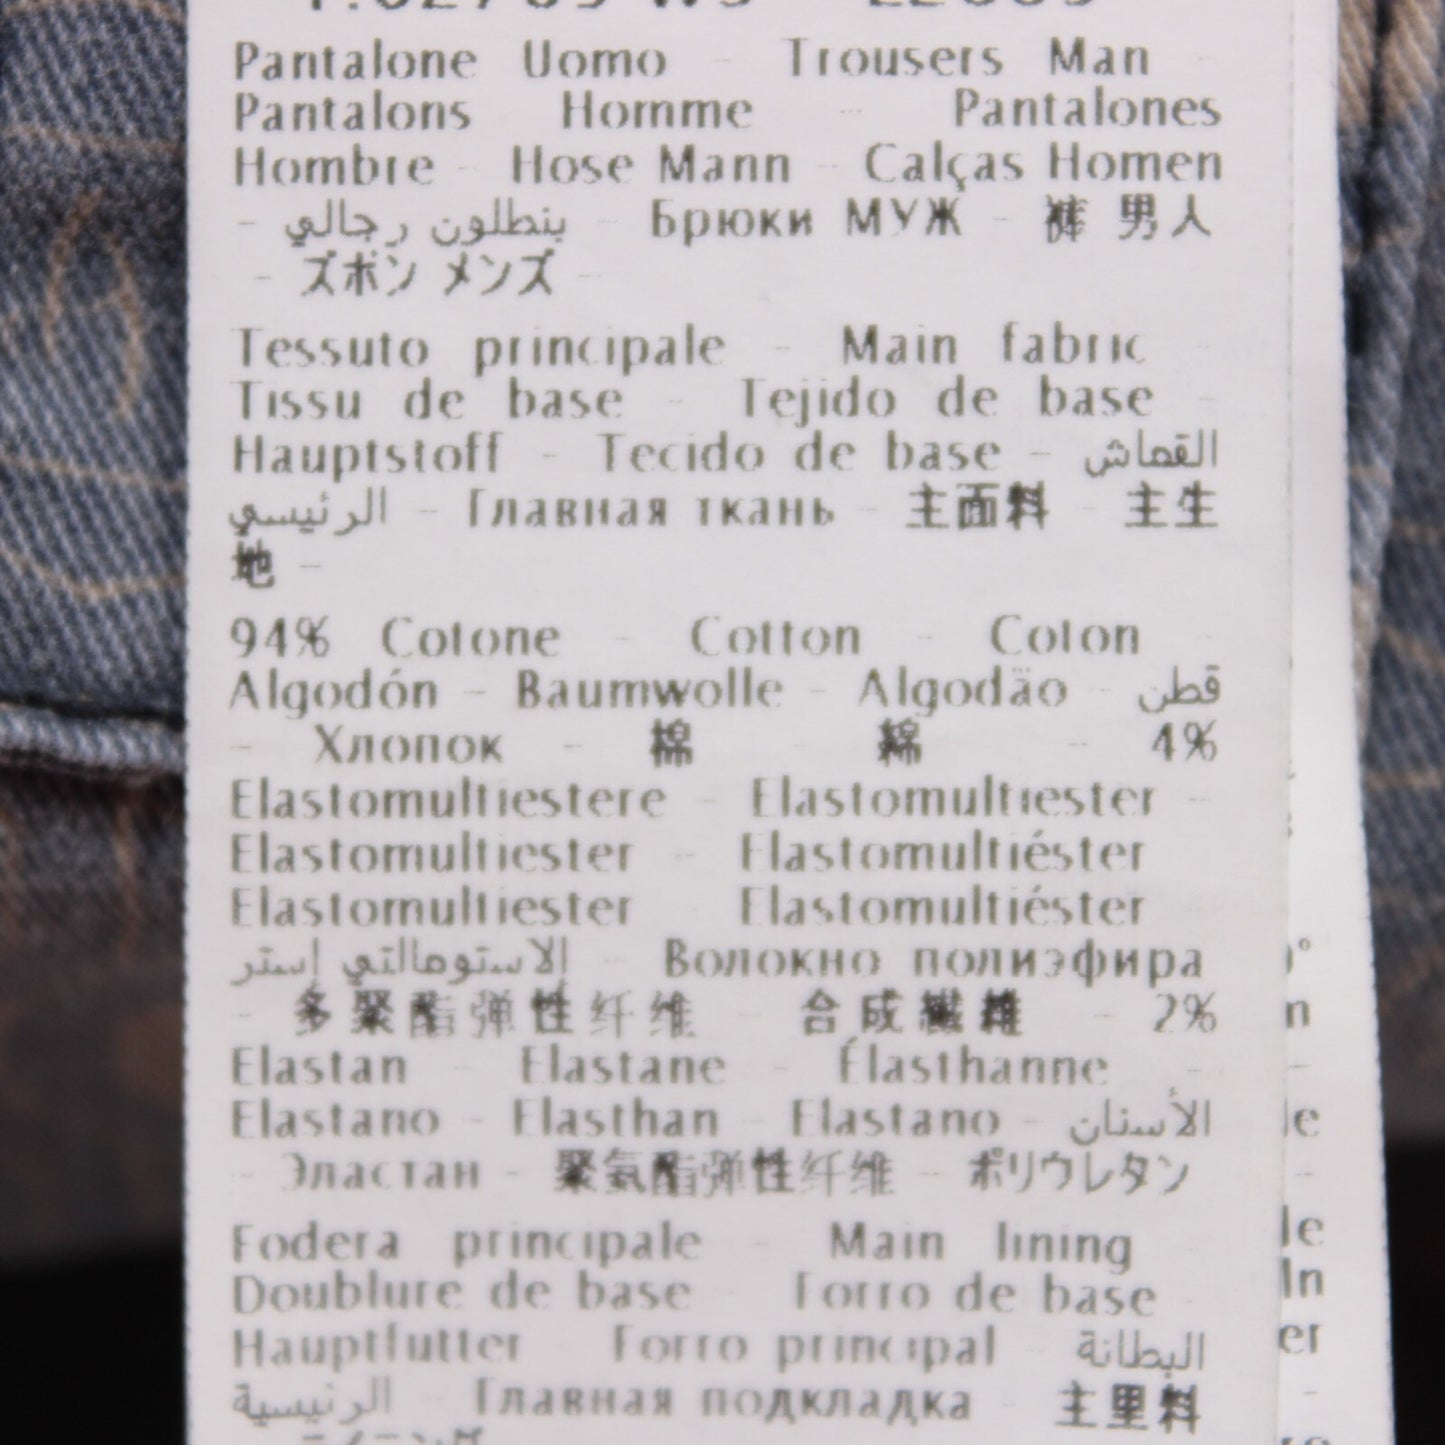 Pantalone Uomo - Trousers Man -
Pantalons Homme - Pantalones
Hombre - Hose Mann - Calças Homen
- بنطلون رجالي - Брюки МУЖ - 裤 男人
- ズボン メンズ -
Tessuto principale - Main fabric -
Tissu de base - Tejido de base -
Hauptstoff - Tecido de base - القماش
الرئيسي - Главная ткань - 主面料 - 主生
地 -
94% Cotone - Cotton - Coton -
Algodón - Baumwolle - Algodäo - قطن
- Хлопок - 棉 - 綿 - 4%
Elastomultiestere - Elastomultiester -
Elastomultiester - Elastomultiéster
Elastomultiester Elastomultiéster
الاستومالتي إستر - Волокно полиэфира
- 多聚酯弹性纤维 - 合成繊維 - 2%
Elastan - Elastane - Élasthanne -
Elastano - Elasthan - Elastano - الأسنان
- Эластан - 聚氨酯弹性纤维 - ポリウレタン
Fodera principale - Main lining -
Doublure de base - Forro de base -
Hauptfutter - Forro principal - البطانة
الرئيسية - Главная подкладка - 主里料